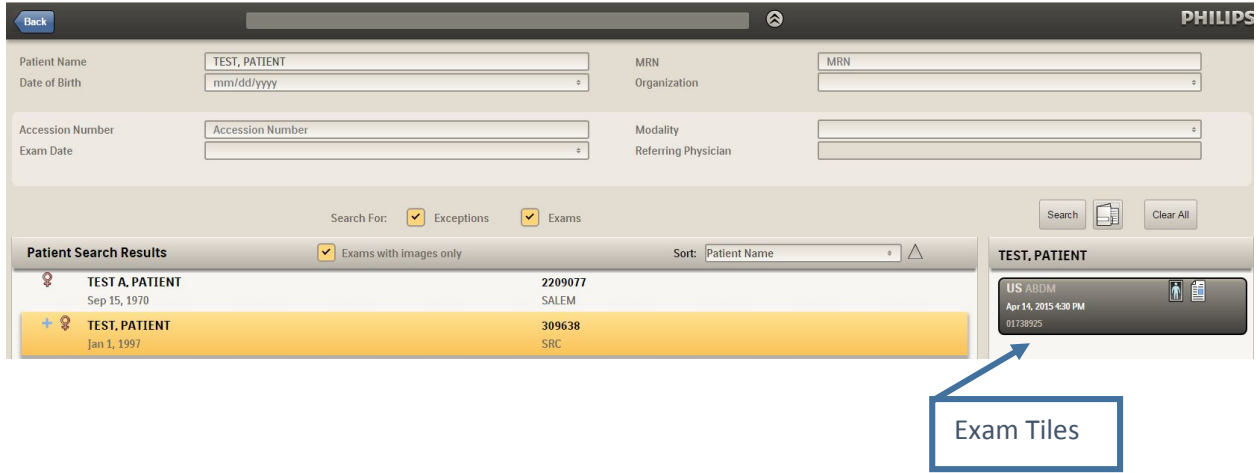 Back
PHILIPS
Patient Name TEST, PATIENT MRN MRN
Date of Birth mm/dd/yyyy Organization
Accession Number Accession Number Modality
Exam Date Referring Physician
Search For: Exceptions Exams Search Clear All
Patient Search Results Exams with images only Sort: Patient Name TEST, PATIENT
TEST A, PATIENT 2209077
Sep 15, 1970 SALEM
TEST, PATIENT 309638
Jan 1, 1997 SRC
US ABDM
Apr 14, 2015 4:30 PM
01738925
Exam Tiles